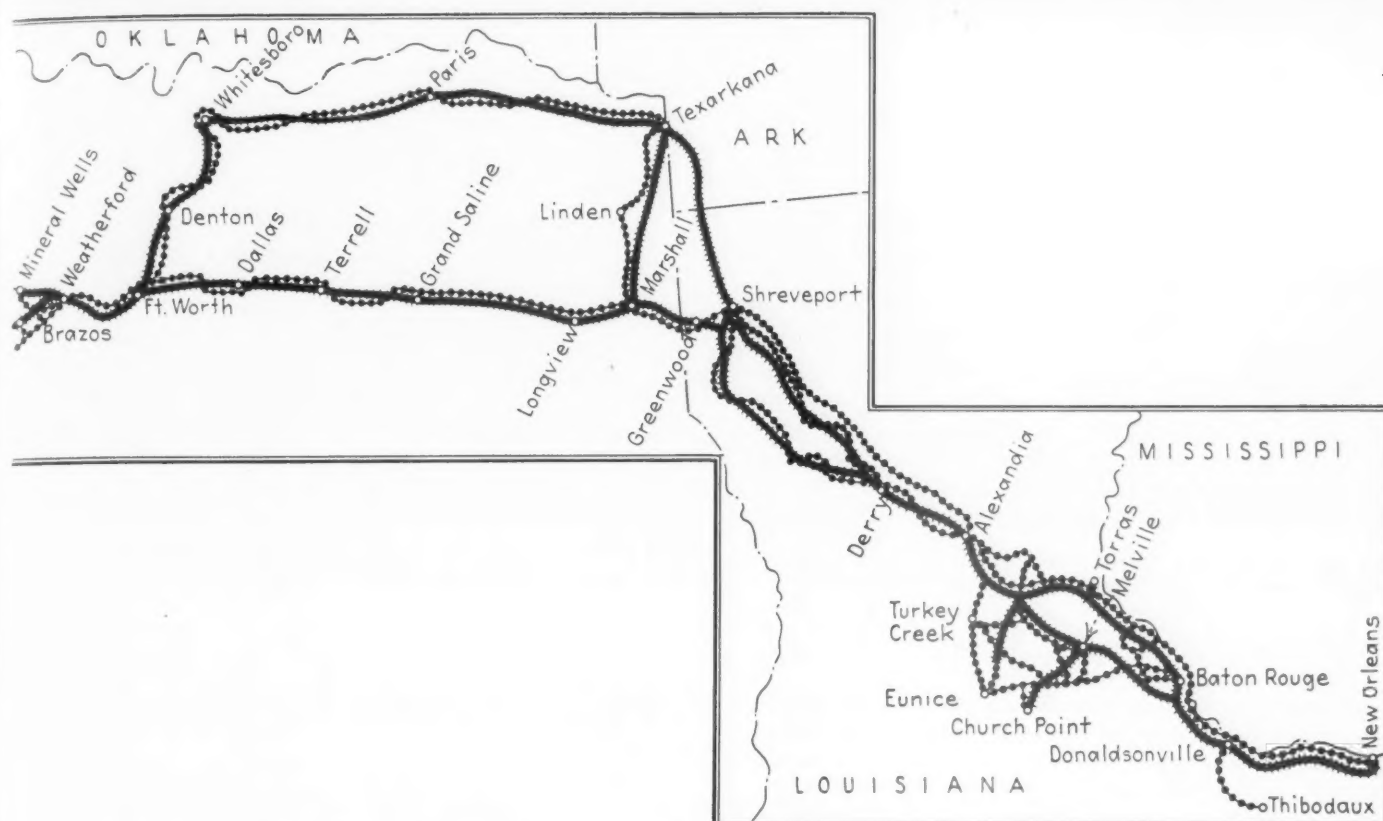 OKLAHOMA
Whitesboro
Paris
Texarkana
ARK
Mineral Wells
Weatherford
Denton
Dallas
Terrell
Grand Saline
Linden
Marshall
Shreveport
Brazos
Ft. Worth
Longview
Greenwood
Derry
Alexandia
MISSISSIPPI
Torras
Melville
Turkey
Creek
Eunice
Church Point
Baton Rouge
New Orleans
Donaldsonville
LOUISIANA
Thibodaux